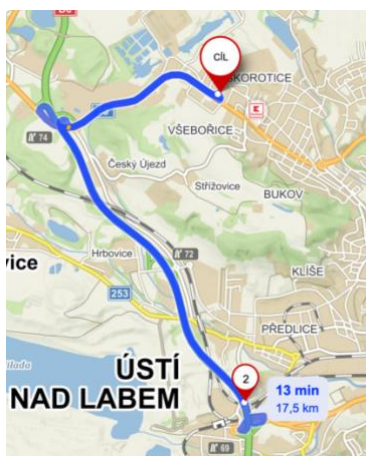 D8
CÍL
SKOROTICE
K
VŠEBOŘICE
74
Český Újezd
Střížovice
BUKOV
Hrbovice
72
vice
KLÍŠE
253
PŘEDLICE
ÚSTÍ
NAD LABEM
2
13 min
17,5 km
69